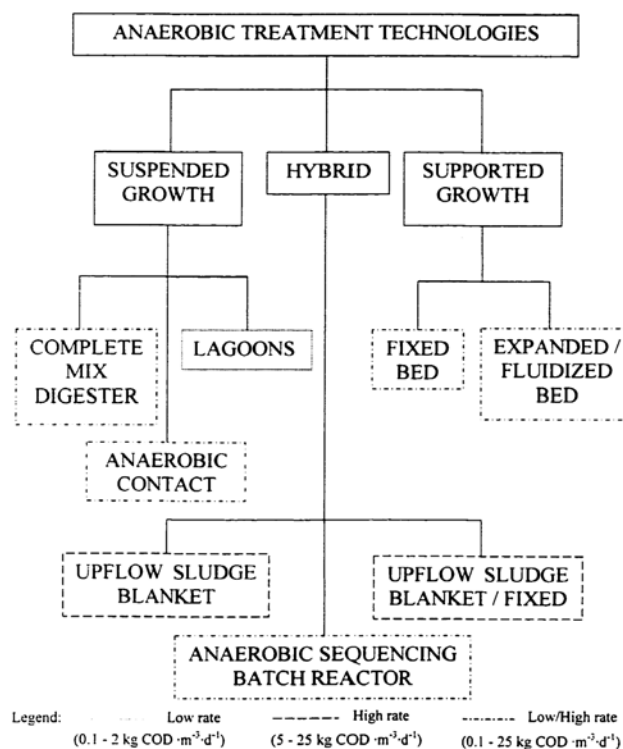 ANAEROBIC TREATMENT TECHNOLOGIES
SUSPENDED
GROWTH
HYBRID
SUPPORTED
GROWTH
COMPLETE
MIX
DIGESTER
LAGOONS
FIXED
BED
EXPANDED /
FLUIDIZED
BED
ANAEROBIC
CONTACT
UPFLOW SLUDGE
BLANKET
UPFLOW SLUDGE
BLANKET / FIXED
ANAEROBIC SEQUENCING
BATCH REACTOR
Legend: Low rate High rate Low/High rate
(0.1 - 2 kg COD ·m⁻³·d⁻¹) (5 - 25 kg COD ·m⁻³·d⁻¹) (0.1 - 25 kg COD ·m⁻³·d⁻¹)